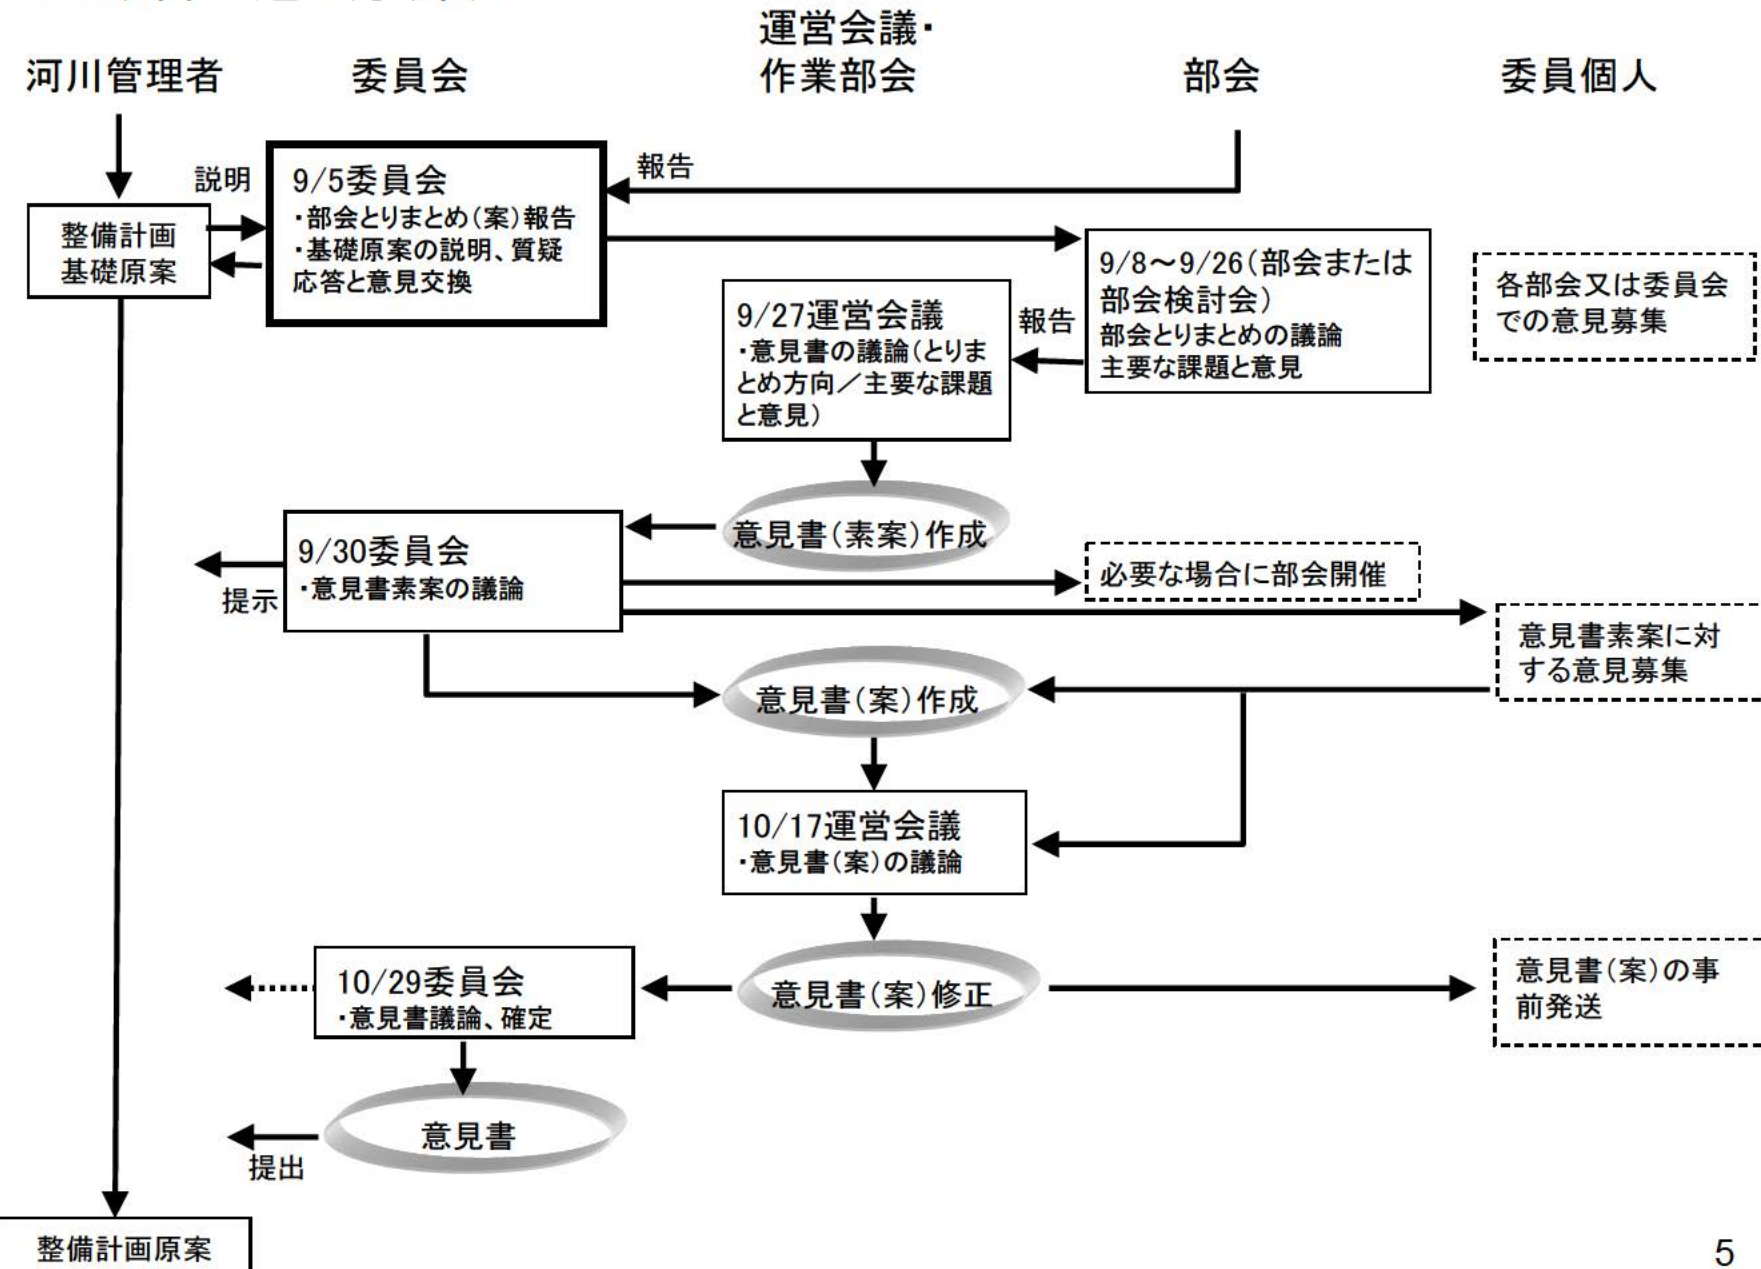 運営会議・
作業部会
河川管理者
委員会
部会
委員個人
説明
9/5委員会
・部会とりまとめ(案)報告
・基礎原案の説明、質疑
応答と意見交換
報告
整備計画
基礎原案
9/8～9/26(部会または
部会検討会)
部会とりまとめの議論
主要な課題と意見
各部会又は委員会
での意見募集
9/27運営会議
・意見書の議論(とりま
とめ方向／主要な課題
と意見)
報告
意見書(素案)作成
9/30委員会
・意見書素案の議論
提示
必要な場合に部会開催
意見書素案に対
する意見募集
意見書(案)作成
10/17運営会議
・意見書(案)の議論
10/29委員会
・意見書議論、確定
意見書(案)修正
意見書(案)の事
前発送
意見書
提出
整備計画原案
5